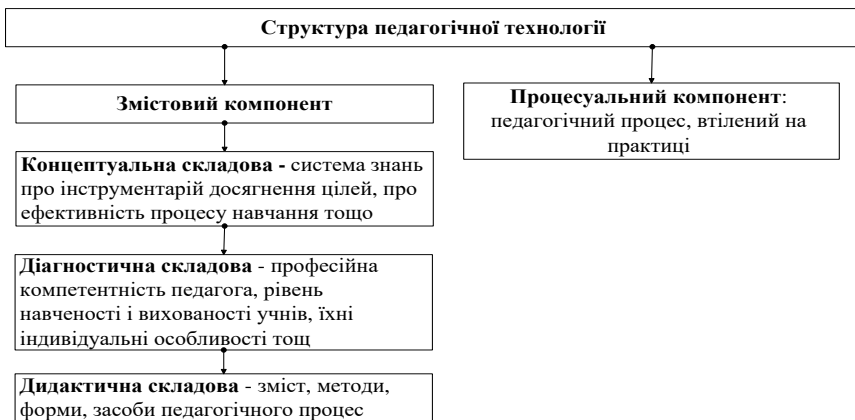 Структура педагогічної технології
Змістовий компонент
Процесуальний компонент:
педагогічний процес, втілений на
практиці
Концептуальна складова - система знань
про інструментарій досягнення цілей, про
ефективність процесу навчання тощо
Діагностична складова - професійна
компетентність педагога, рівень
навченості і вихованості учнів, їхні
індивідуальні особливості тощ
Дидактична складова - зміст, методи,
форми, засоби педагогічного процес